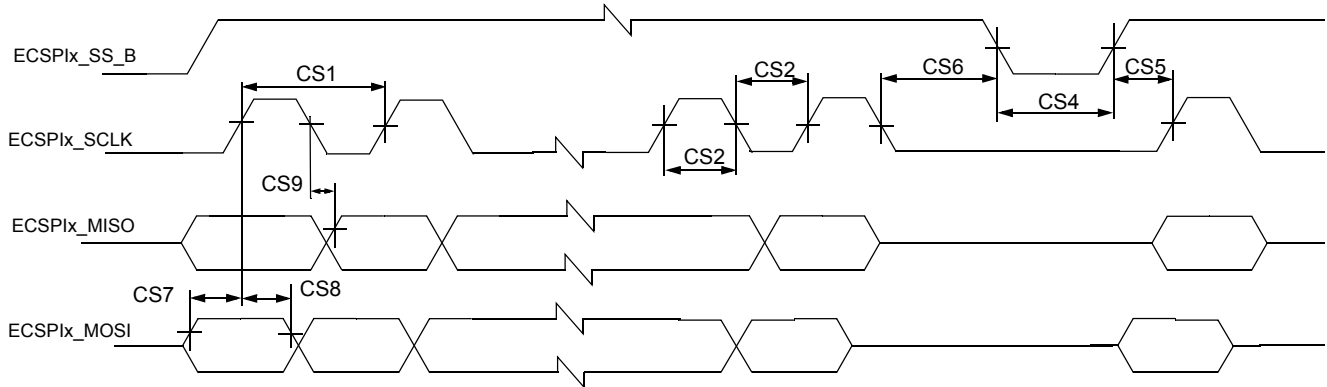 ECSPIx_SS_B
CS1
CS2
CS6
CS5
CS4
ECSPIx_SCLK
CS2
CS9
ECSPIx_MISO
CS7
CS8
ECSPIx_MOSI